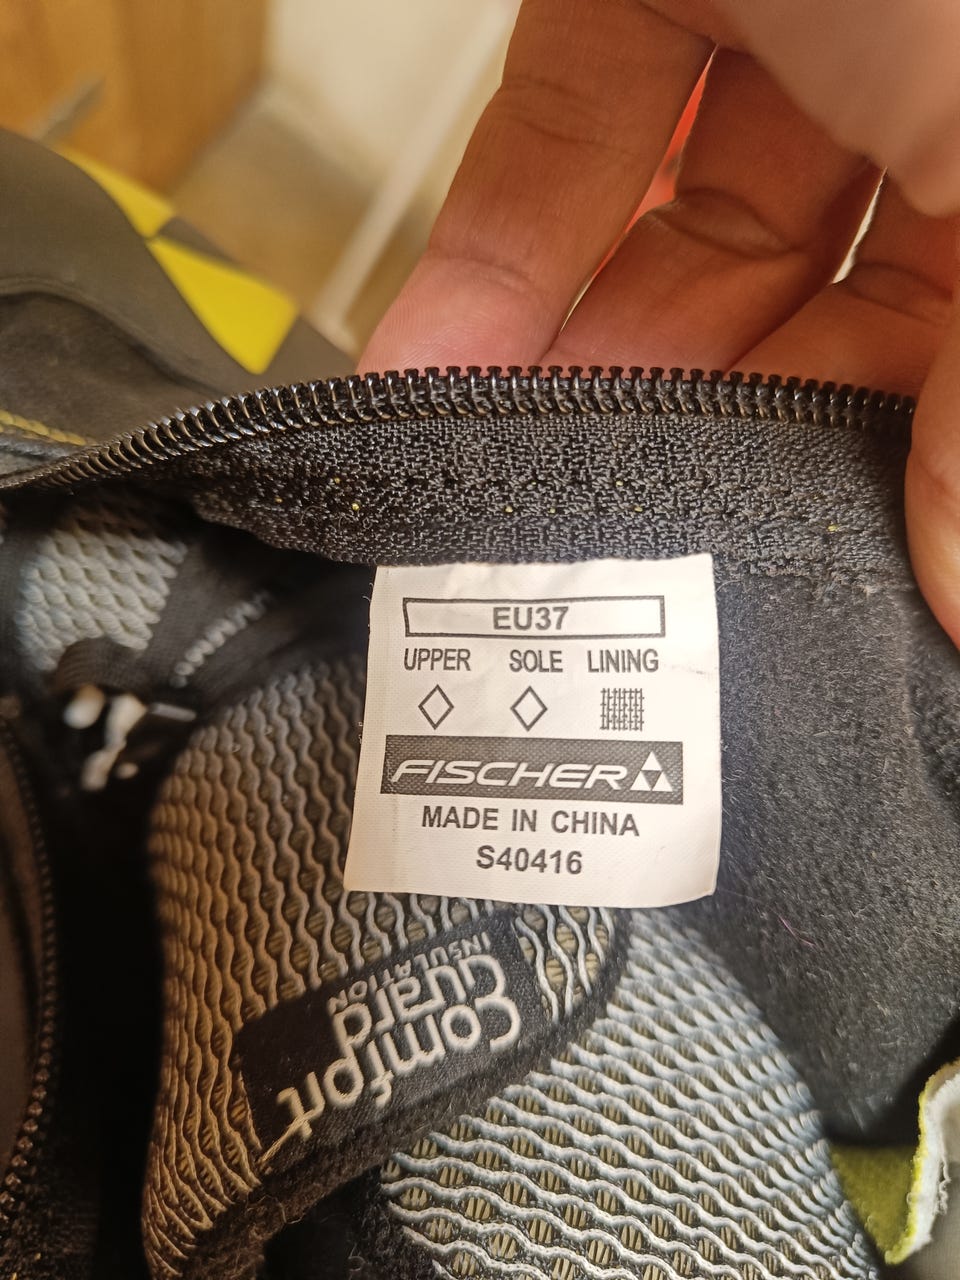 EU37
UPPER SOLE LINING
FISCHER
MADE IN CHINA
S40416
Comfort
Guard
INSULATION